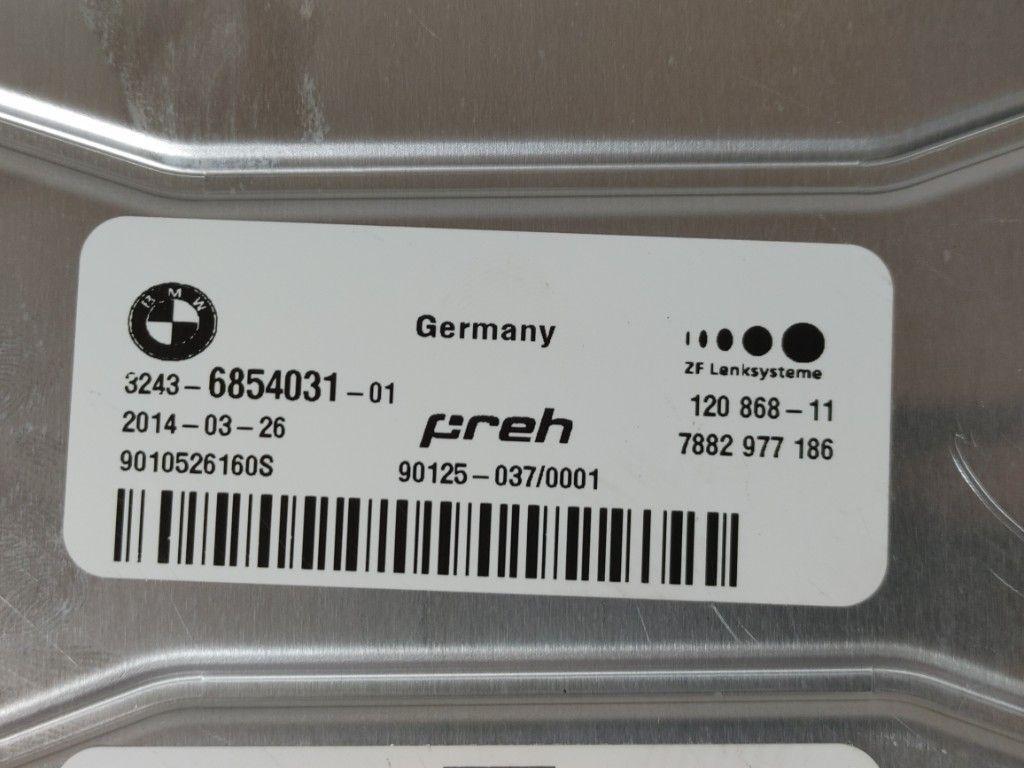 BMW
Germany
ZF Lenksysteme
3243-6854031-01
120 868-11
2014-03-26
preh
7882 977 186
9010526160S
90125-037/0001